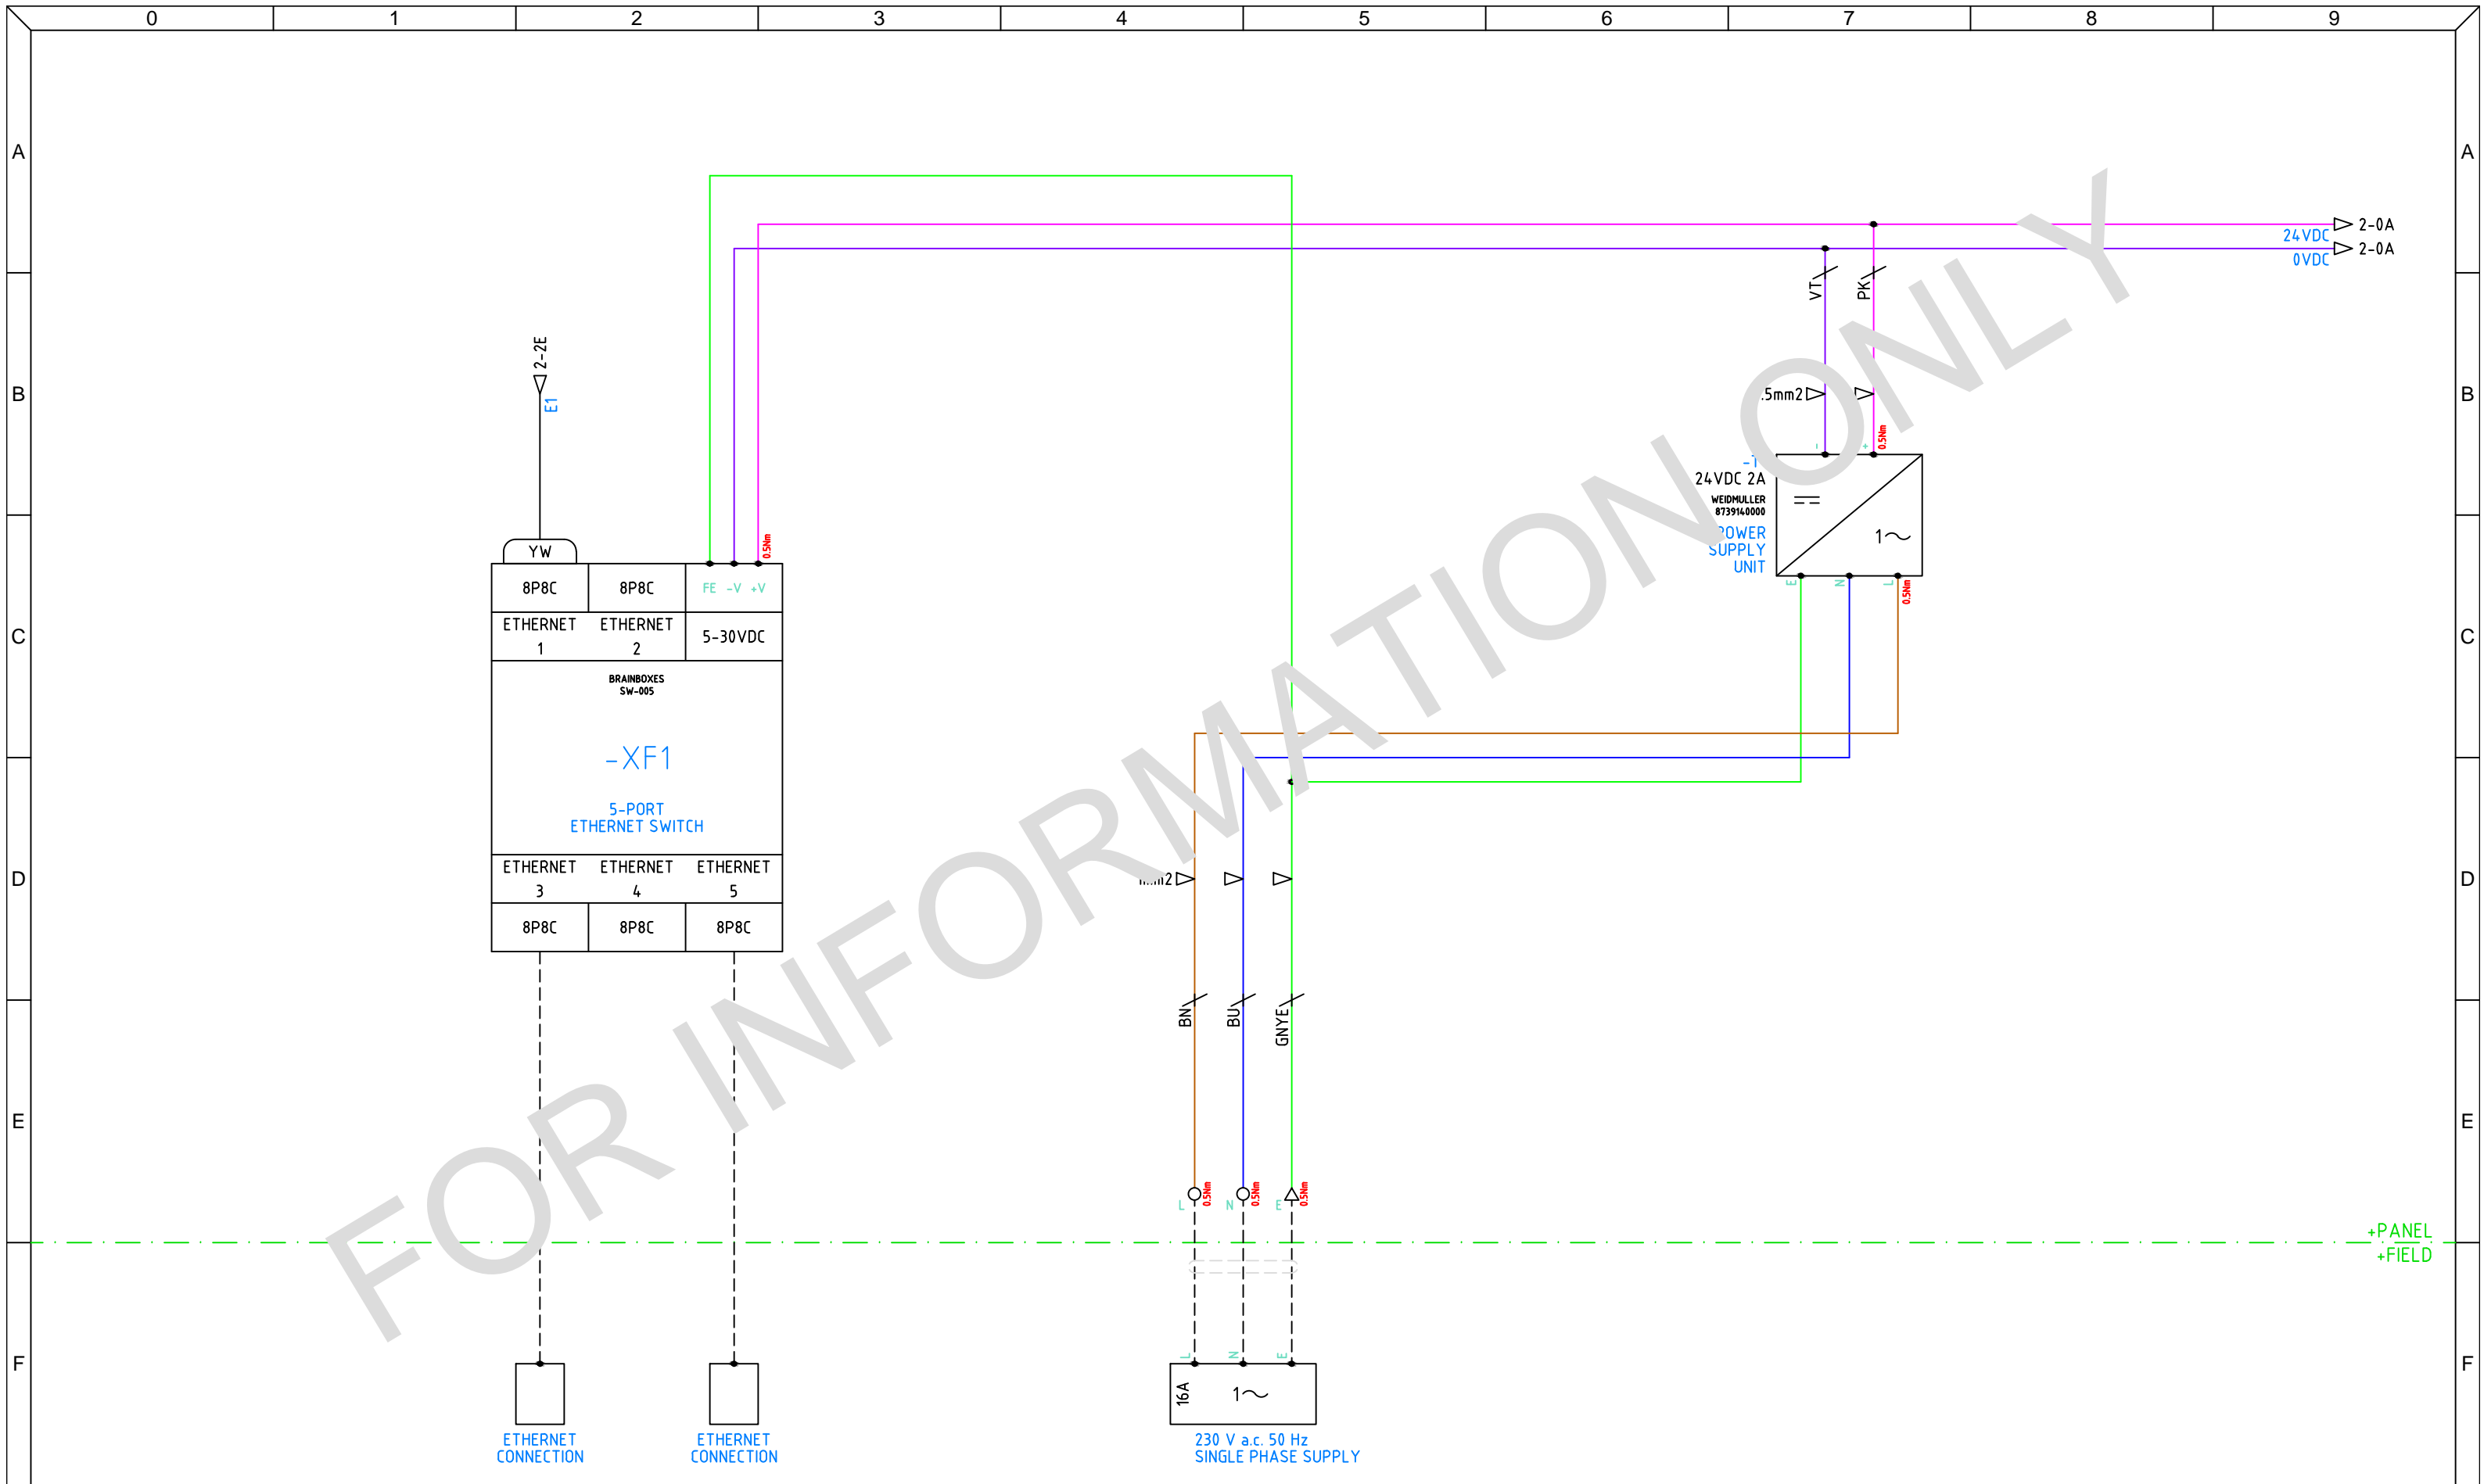 0 1 2 3 4 5 6 7 8 9
A A
2-0A
24VDC
2-0A
0VDC
VT PK
2-2E
E1
B B
- +
0.5Nm
24VDC 2A
WEIDMULLER
8739140000
SUPPLY
UNIT
1~
E N L
0.5Nm
YW
0.5Nm
8P8C 8P8C FE -V +V
ETHERNET ETHERNET 5-30VDC
1 2
C C
BRAINBOXES
SW-005
-XF1
5-PORT
ETHERNET SWITCH
ETHERNET ETHERNET ETHERNET
3 4 5
D D
8P8C 8P8C 8P8C
BN BU GNYE
E E
L 0.5Nm N 0.5Nm E 0.5Nm
+PANEL
+FIELD
F F
L N E
16A 1~
ETHERNET
CONNECTION
ETHERNET
CONNECTION
230 V a.c. 50 Hz
SINGLE PHASE SUPPLY
FOR INFORMATION ONLY